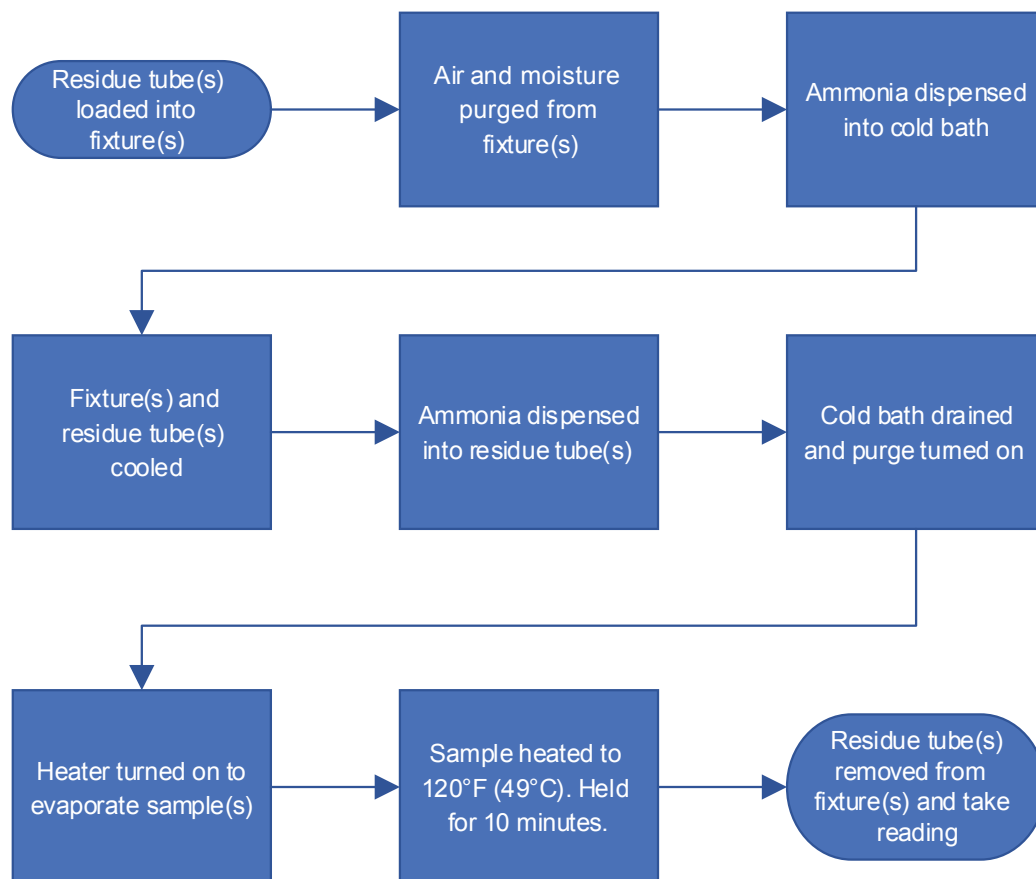 Residue tube(s)
loaded into
fixture(s)
Air and moisture
purged from
fixture(s)
Ammonia dispensed
into cold bath
Fixture(s) and
residue tube(s)
cooled
Ammonia dispensed
into residue tube(s)
Cold bath drained
and purge turned on
Heater turned on to
evaporate sample(s)
Sample heated to
120°F (49°C). Held
for 10 minutes.
Residue tube(s)
removed from
fixture(s) and take
reading